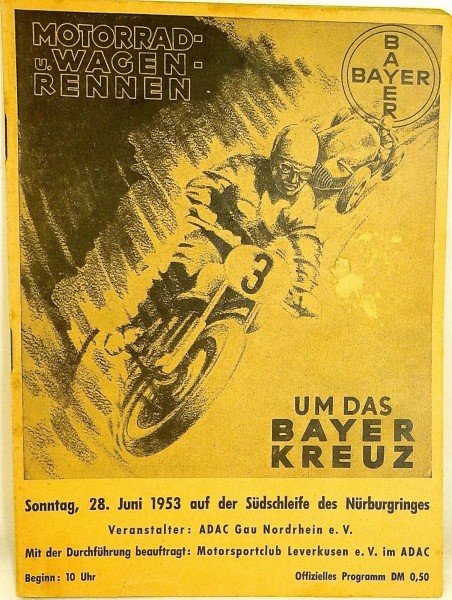 MOTORRAD-
u. WAGEN-
RENNEN
BAYER
BAYER
3
UM DAS
BAYER
KREUZ
Sonntag, 28. Juni 1953 auf der Südschleife des Nürburgringes
Veranstalter: ADAC Gau Nordrhein e. V.
Mit der Durchführung beauftragt: Motorsportclub Leverkusen e. V. im ADAC
Beginn: 10 Uhr Offizielles Programm DM 0,50